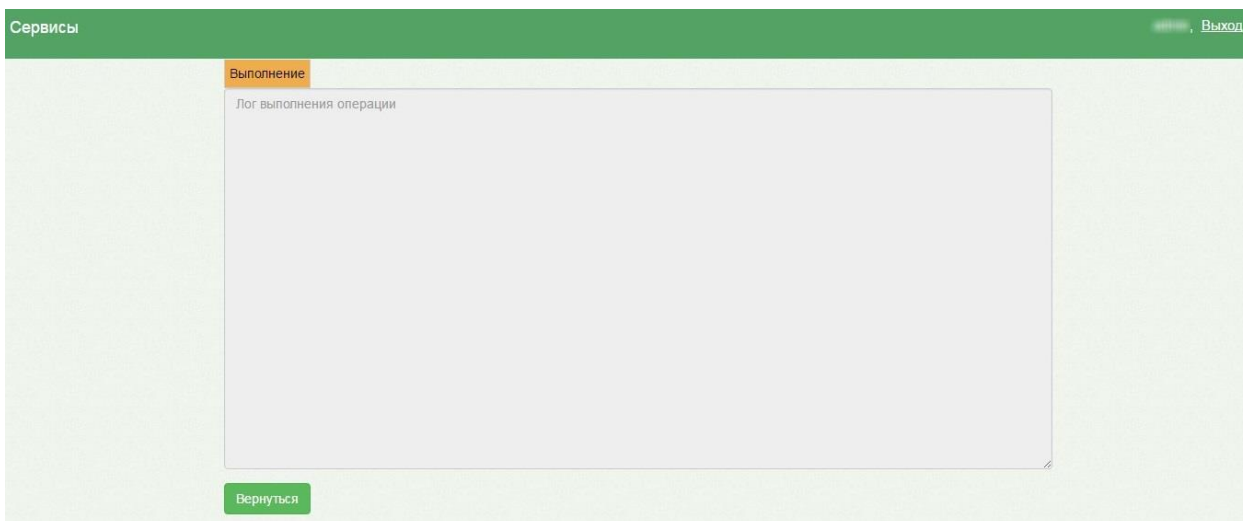 Сервисы
, Выход
Выполнение
Лог выполнения операции
Вернуться